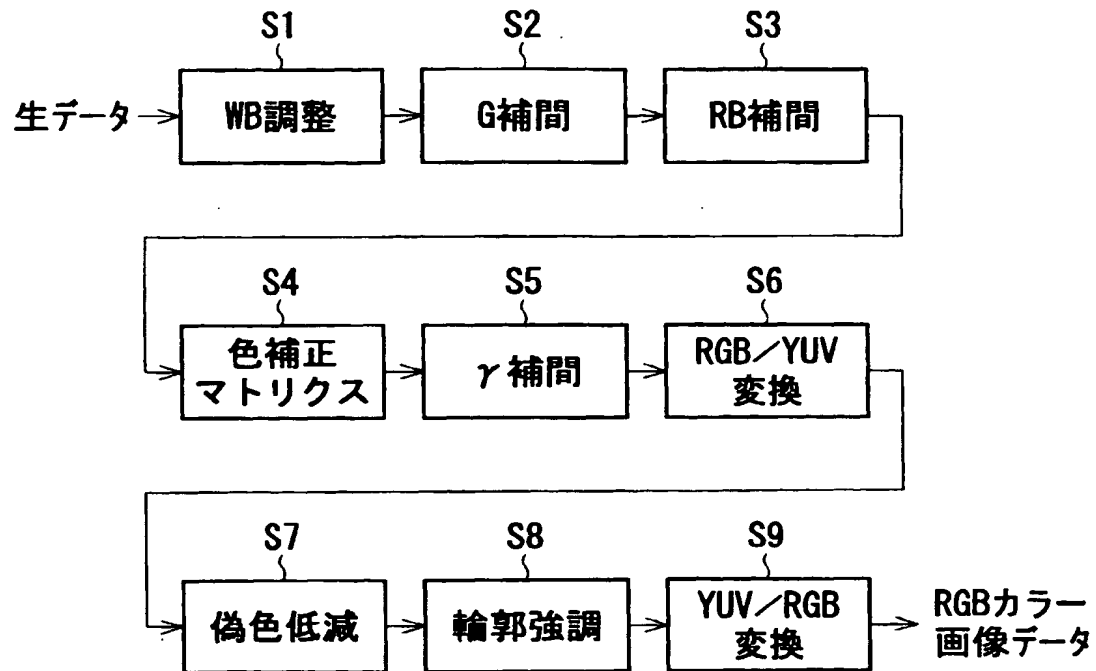 S1
S2
S3
生データ
WB調整
G補間
RB補間
S4
S5
S6
色補正
マトリクス
γ補間
RGB/YUV
変換
S7
S8
S9
偽色低減
輪郭強調
YUV/RGB
変換
RGBカラー
画像データ